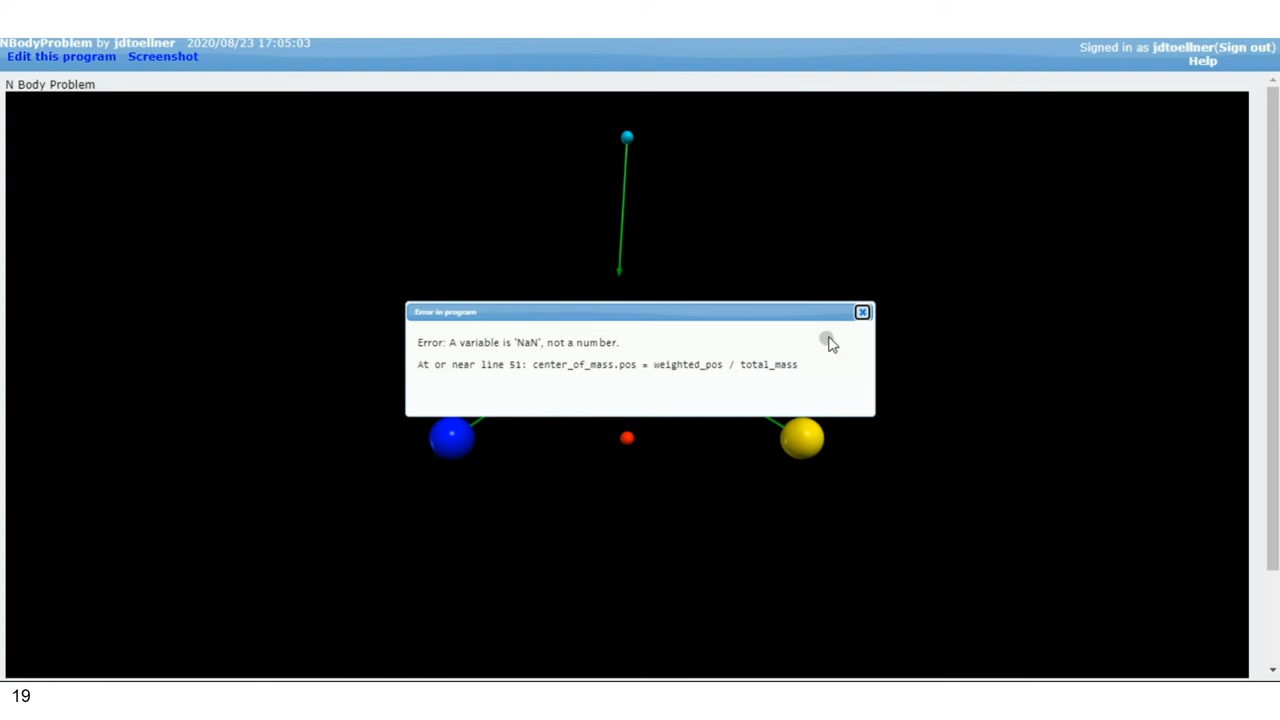 NBodyProblem by jdtoellner 2020/08/23 17:05:03
Signed in as jdtoellner(Sign out)
Edit this program Screenshot
Help
N Body Problem
Error in program
Error: A variable is 'NaN', not a number.
At or near line 51: center_of_mass.pos = weighted_pos / total_mass
19